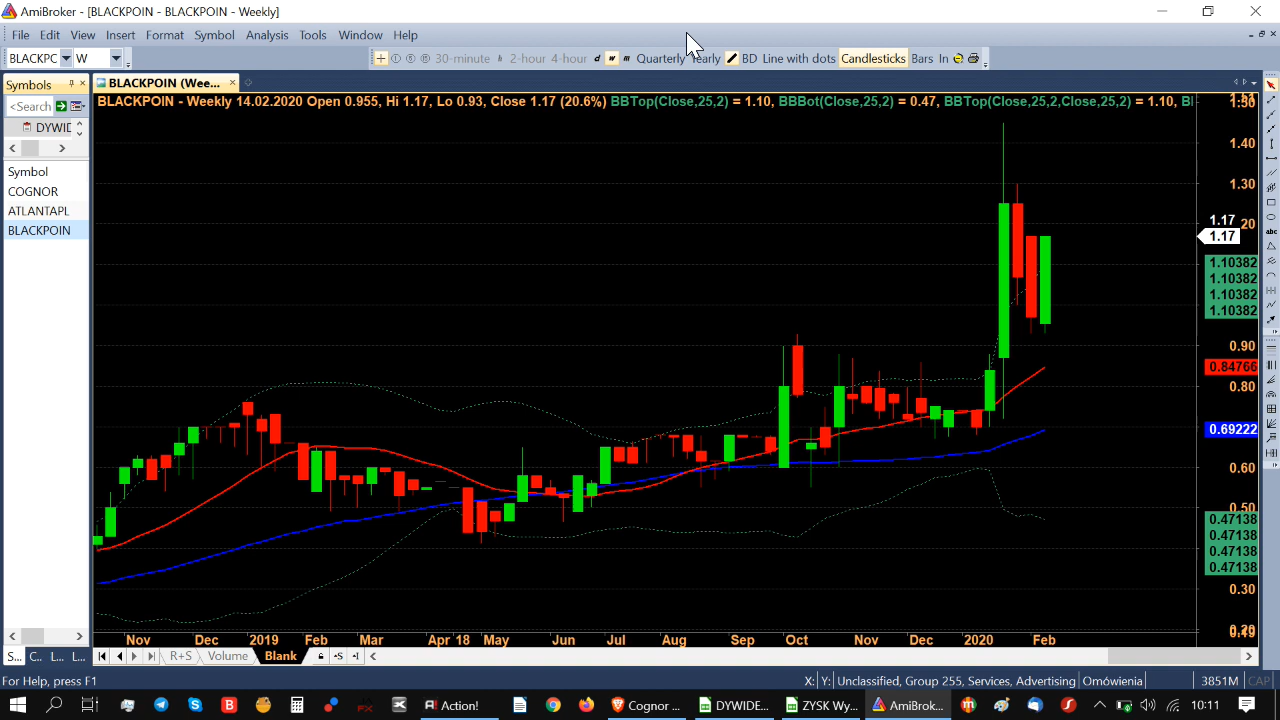 AmiBroker - [BLACKPOIN - BLACKPOIN - Weekly]
File Edit View Insert Format Symbol Analysis Tools Window Help
BLACKPC W 30-minute h 2-hour 4-hour d w m Quarterly Yearly BD Line with dots Candlesticks Bars In
Symbols
BLACKPOIN (Wee...
<Search
DYWIE
Symbol
COGNOR
ATLANTAPL
BLACKPOIN
BLACKPOIN - Weekly 14.02.2020 Open 0.955, Hi 1.17, Lo 0.93, Close 1.17 (20.6%) BBTop(Close,25,2) = 1.10, BBBot(Close,25,2) = 0.47, BBTop(Close,25,2,Close,25,2) = 1.10, BI
1.50
1.40
1.30
1.17
1.17
1.10382
1.10382
1.10382
1.10382
0.90
0.84766
0.80
0.69222
0.60
0.50
0.47138
0.47138
0.47138
0.47138
0.30
Nov Dec 2019 Feb Mar Apr '18 May Jun Jul Aug Sep Oct Nov Dec 2020 Feb
abc
S... C.. L... L...
R+S Volume Blank
For Help, press F1
X: Y: Unclassified, Group 255, Services, Advertising Omówienia 3851M CAP
Action! Cognor ... DYWIDE... ZYSK Wy... AmiBrok... 10:11